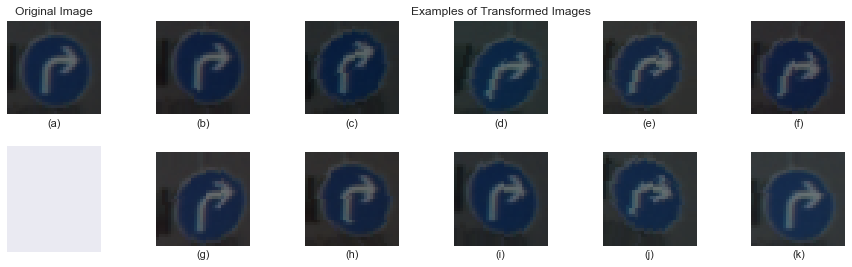 Original Image
Examples of Transformed Images
(a)
(b)
(c)
(d)
(e)
(f)
(g)
(h)
(i)
(j)
(k)